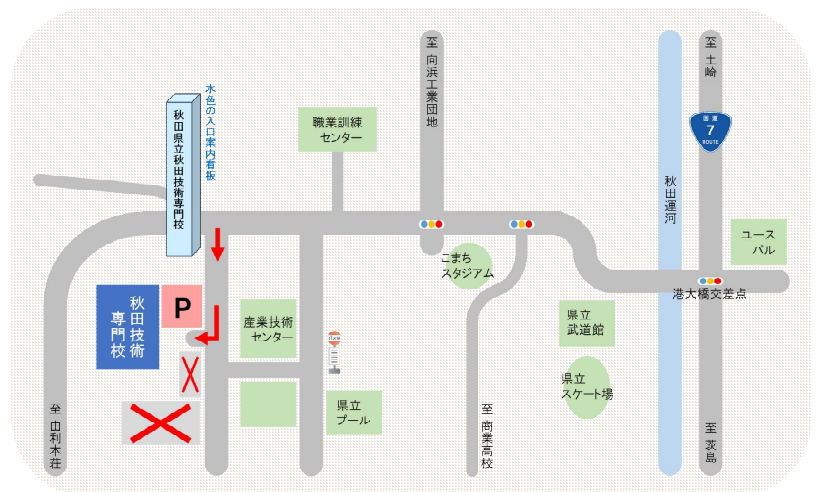 至 向浜工業団地
至 土崎
国道
7
ROUTE
水色の入口案内看板
秋田県立秋田技術専門校
職業訓練
センター
秋田運河
ユース
パル
こまち
スタジアム
港大橋交差点
秋田技術
専門校
P
産業技術
センター
県立
武道館
県立
スケート場
県立
プール
至 由利本荘
至 商業高校
至 茨島